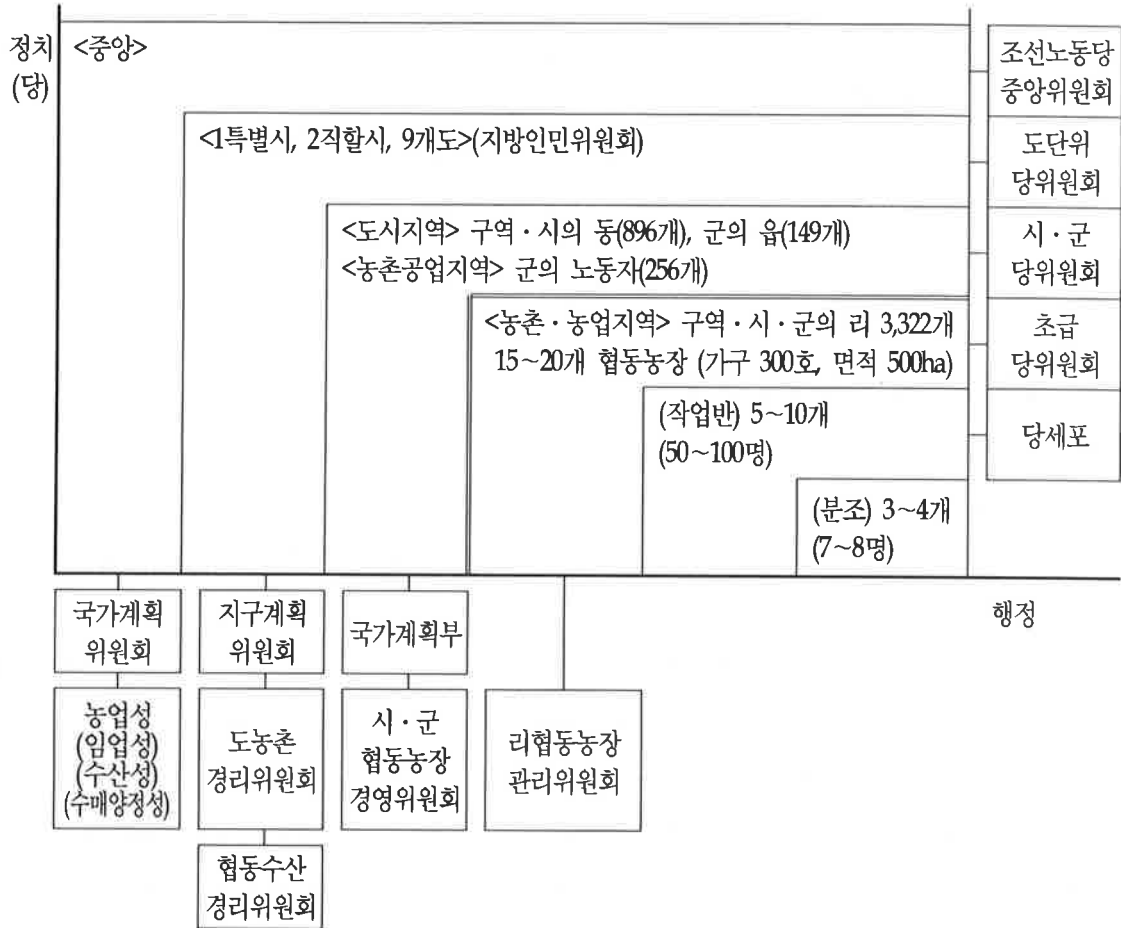 정치
(당)
<중앙>
조선노동당
중앙위원회
<1특별시, 2직할시, 9개도>(지방인민위원회)
도단위
당위원회
<도시지역> 구역·시의 동(896개), 군의 읍(149개)
<농촌공업지역> 군의 노동자(256개)
시·군
당위원회
<농촌·농업지역> 구역·시·군의 리 3,322개
15~20개 협동농장 (가구 300호, 면적 500ha)
초급
당위원회
(작업반) 5~10개
(50~100명)
당세포
(분조) 3~4개
(7~8명)
행정
국가계획
위원회
지구계획
위원회
국가계획부
농업성
(임업성)
(수산성)
(수매양정성)
도농촌
경리위원회
시·군
협동농장
경영위원회
리협동농장
관리위원회
협동수산
경리위원회